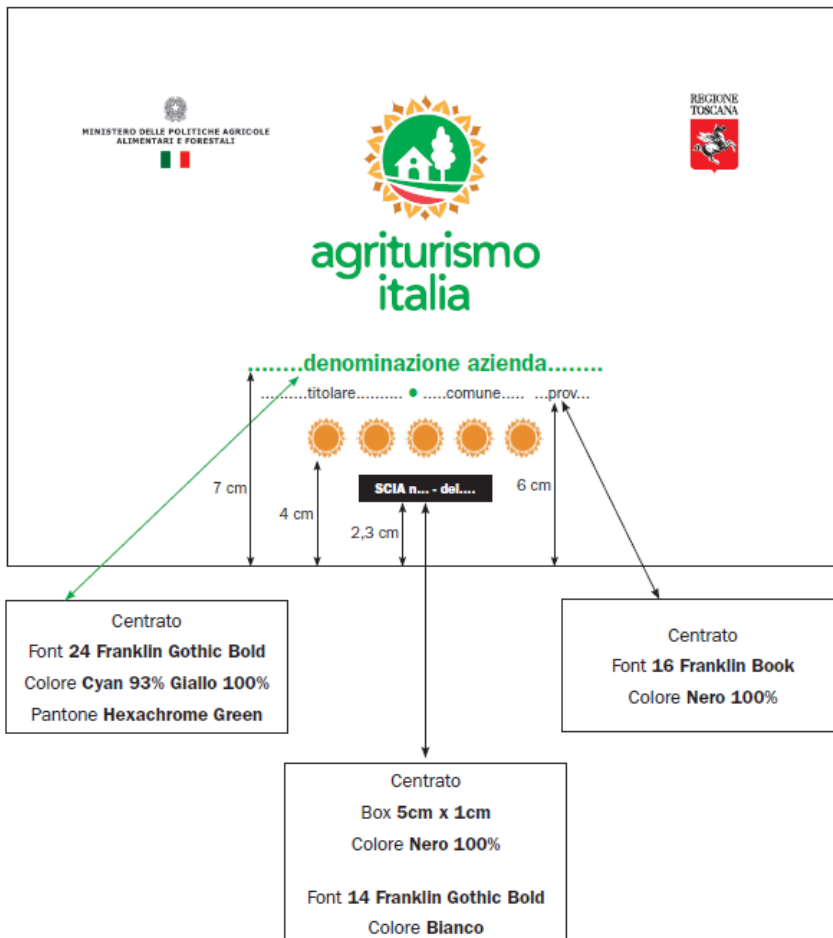 MINISTERO DELLE POLITICHE AGRICOLE
ALIMENTARI E FORESTALI
REGIONE
TOSCANA
agriturismo
italia
........denominazione azienda........
..........titolare.......... • .....comune..... ...prov...
SCIA n... - del....
7 cm
4 cm
2,3 cm
6 cm
Centrato
Font 24 Franklin Gothic Bold
Colore Cyan 93% Giallo 100%
Pantone Hexachrome Green
Centrato
Font 16 Franklin Book
Colore Nero 100%
Centrato
Box 5cm x 1cm
Colore Nero 100%
Font 14 Franklin Gothic Bold
Colore Bianco